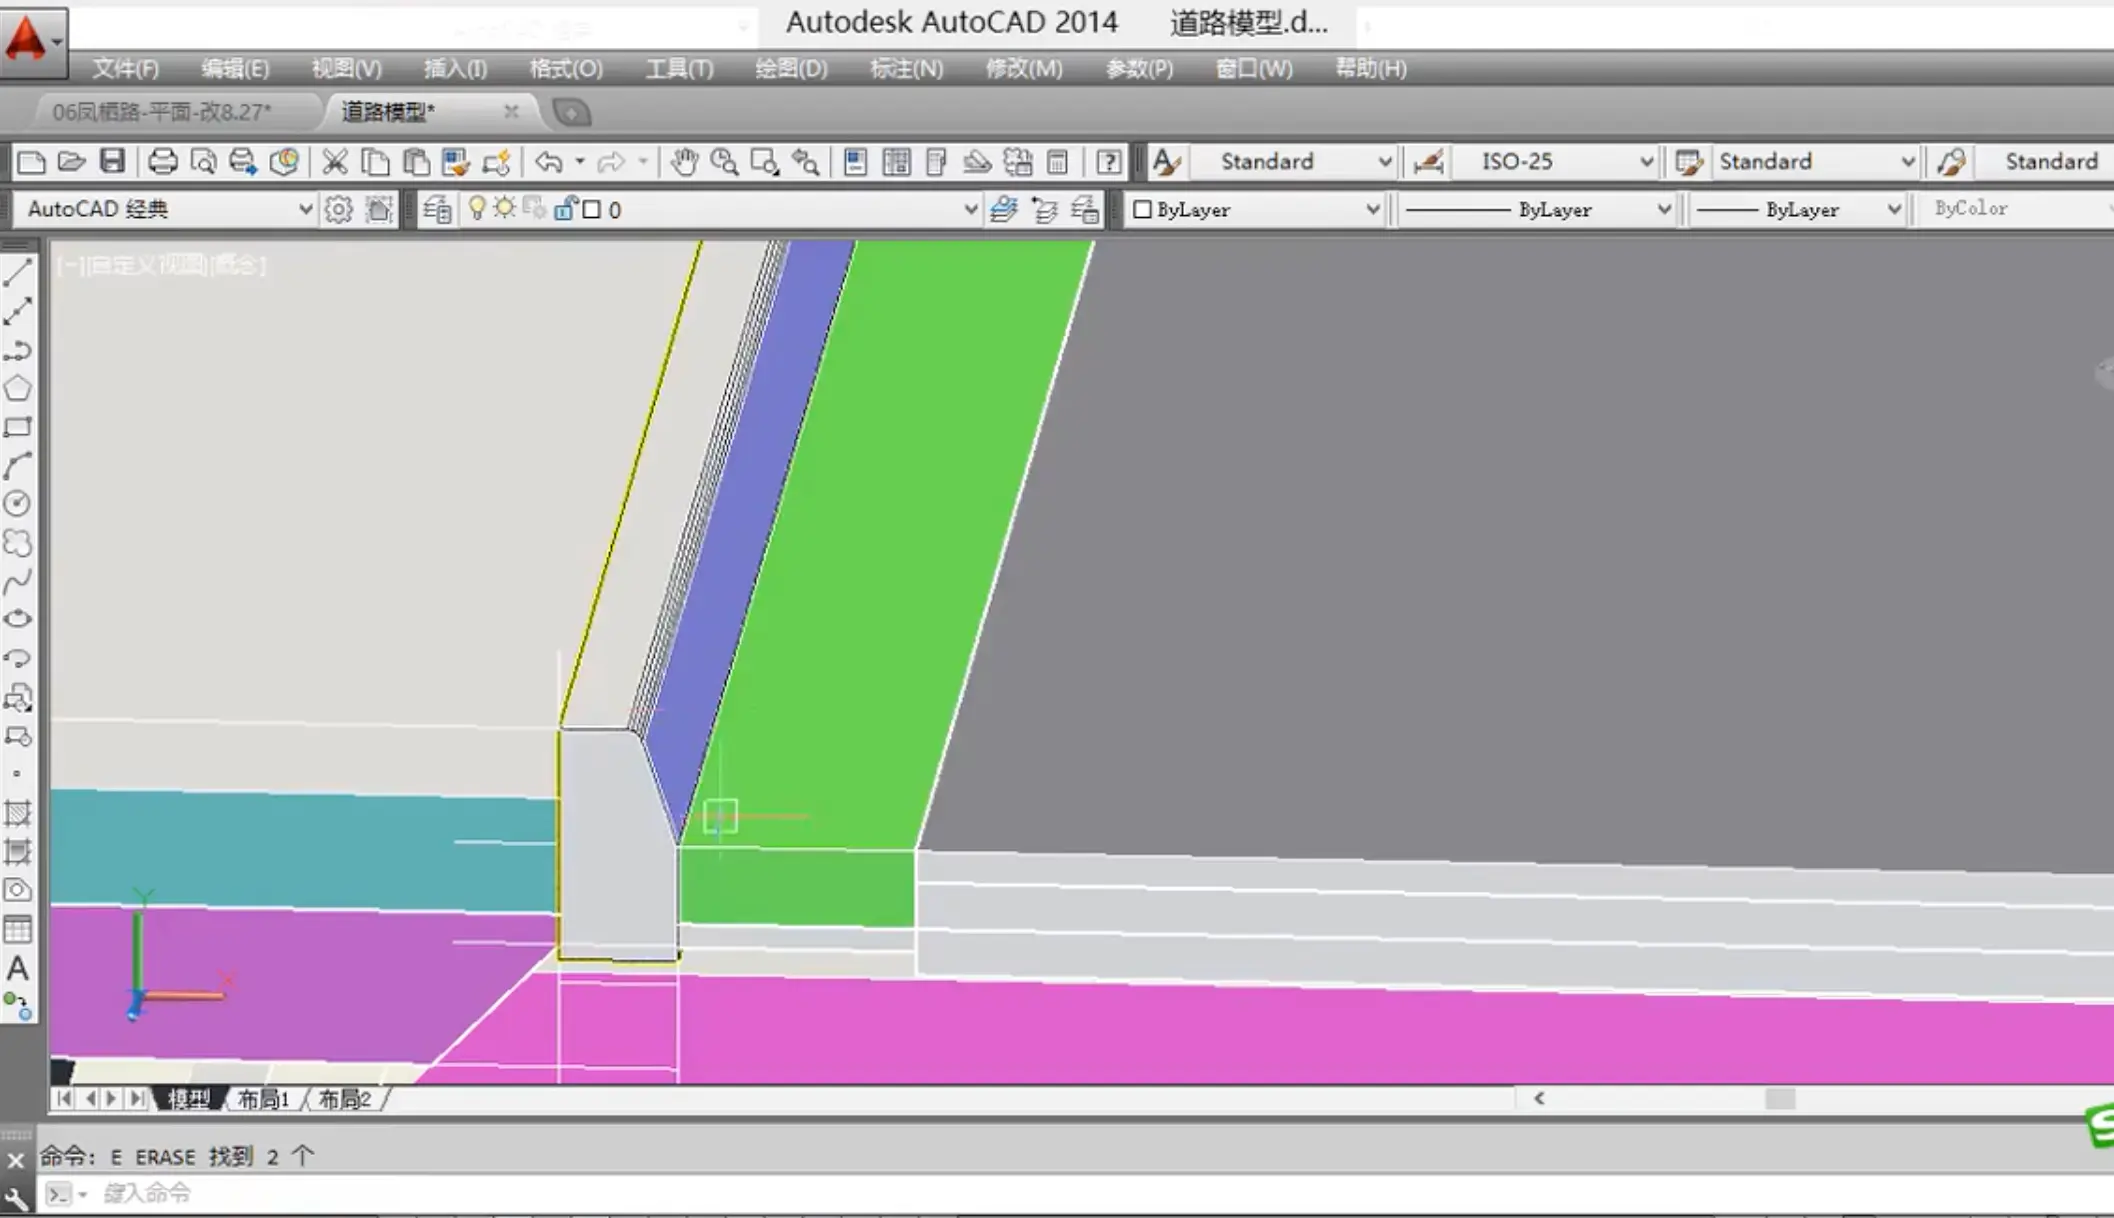 Autodesk AutoCAD 2014 道路模型.d...
文件(F) 编辑(E) 视图(V) 插入(I) 格式(O) 工具(T) 绘图(D) 标注(N) 修改(M) 参数(P) 窗口(W) 帮助(H)
06凤栖路-平面-改8.27* 道路模型*
Standard ISO-25 Standard Standard
AutoCAD 经典 0 ByLayer ByLayer ByLayer ByColor
[-][自定义视图][概念]
Y
X
模型 布局1 布局2
命令: E ERASE 找到 2 个
键入命令